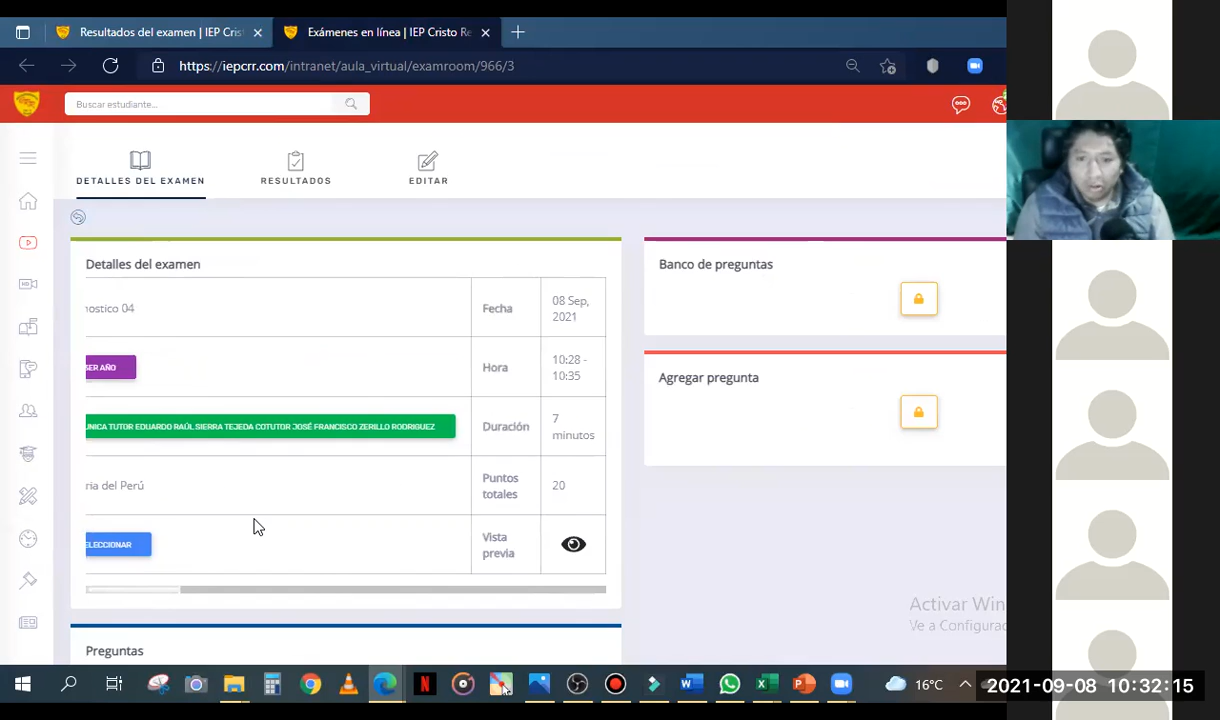 Resultados del examen | IEP Cris
Exámenes en línea | IEP Cristo Re
https://iepcrr.com/intranet/aula_virtual/examroom/966/3
Buscar estudiante...
DETALLES DEL EXAMEN
RESULTADOS
EDITAR
Detalles del examen
nostico 04
Fecha
08 Sep, 2021
ER AÑO
Hora
10:28 - 10:35
UNICA TUTOR EDUARDO RAÚL SIERRA TEJEDA COTUTOR JOSÉ FRANCISCO ZERILLO RODRIGUEZ
Duración
7 minutos
ria del Perú
Puntos totales
20
ELECCIONAR
Vista previa
Preguntas
Banco de preguntas
Agregar pregunta
Activar Win
Ve a Configura
16°C
2021-09-08 10:32:15